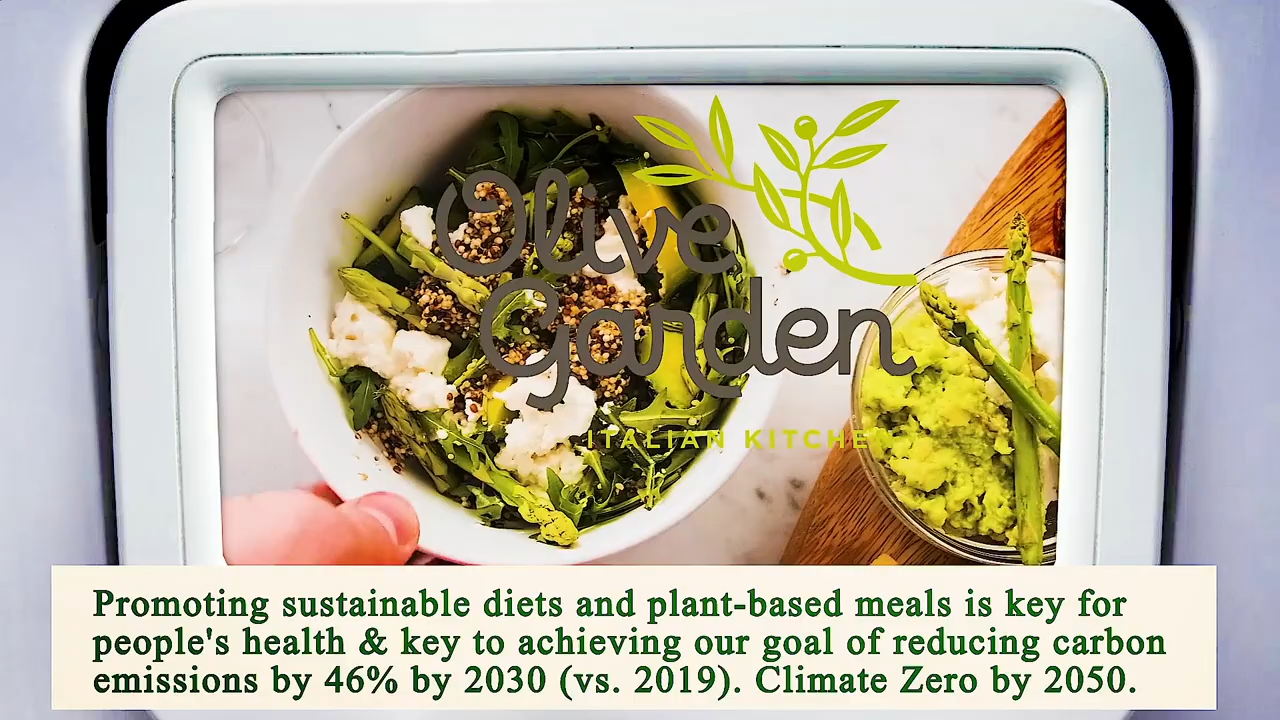 Olive
Garden
ITALIAN KITCHEN
Promoting sustainable diets and plant-based meals is key for
people's health & key to achieving our goal of reducing carbon
emissions by 46% by 2030 (vs. 2019). Climate Zero by 2050.